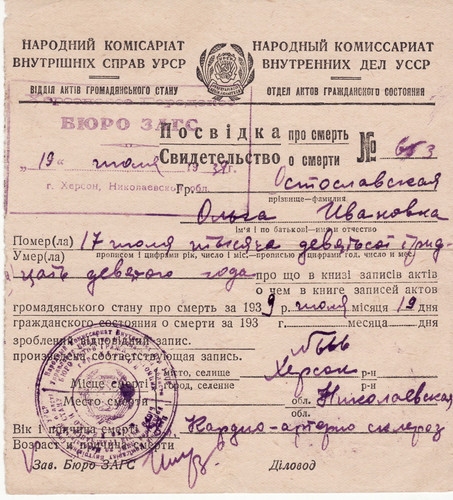 НАРОДНИЙ КОМІСАРІАТ
ВНУТРІШНІХ СПРАВ УРСР
НАРОДНЫЙ КОМИССАРИАТ
ВНУТРЕННИХ ДЕЛ УССР
ВІДДІЛ АКТІВ ГРОМАДЯНСЬКОГО СТАНУ
ОТДЕЛ АКТОВ ГРАЖДАНСКОГО СОСТОЯНИЯ
БЮРО ЗАГС
"19" июля 1939г.
г. Херсон, Николаевской обл.
Посвідка про смерть
Свидетельство о смерти
№ 653
Гр. Остославская
прізвище—фамилия
Ольга Ивановна
ім'я і по батькові—имя и отчество
Помер(ла) 17 июля тысяча девятьсот трид
Умер(ла) прописом і цифрами рік, число і міс.—прописью и цифрами год, число и мес.
цать девятого года про що в книзі записів актів
о чем в книге записей актов
громадянського стану про смерть за 1939 р. июля місяця 19 дня
гражданского состояния о смерти за 193 г. месяца дня
зроблений відповідний запис.
произведена соответствующая запись.
Місце смерті
Место смерти
місто, селище Херсон р-н
город, селение р-н
обл. Николаевская
обл.
Вік і причина смерті Кардио-артерио склероз
Возраст и причина смерти
Зав. Бюро ЗАГС
Діловод